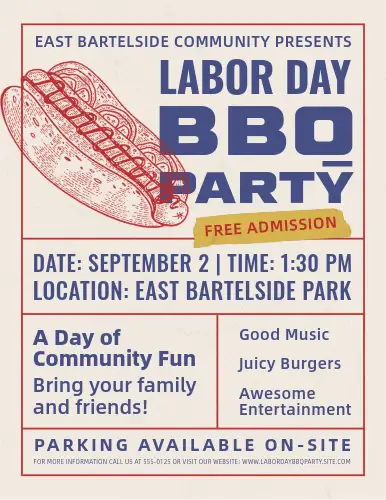 EAST BARTELSIDE COMMUNITY PRESENTS
LABOR DAY
BBQ
PARTY
FREE ADMISSION
DATE: SEPTEMBER 2 | TIME: 1:30 PM
LOCATION: EAST BARTELSIDE PARK
A Day of
Community Fun
Bring your family
and friends!
Good Music
Juicy Burgers
Awesome
Entertainment
PARKING AVAILABLE ON-SITE
FOR MORE INFORMATION CALL US AT 555-0125 OR VISIT OUR WEBSITE: WWW.LABORDAYBBQPARTY.SITE.COM